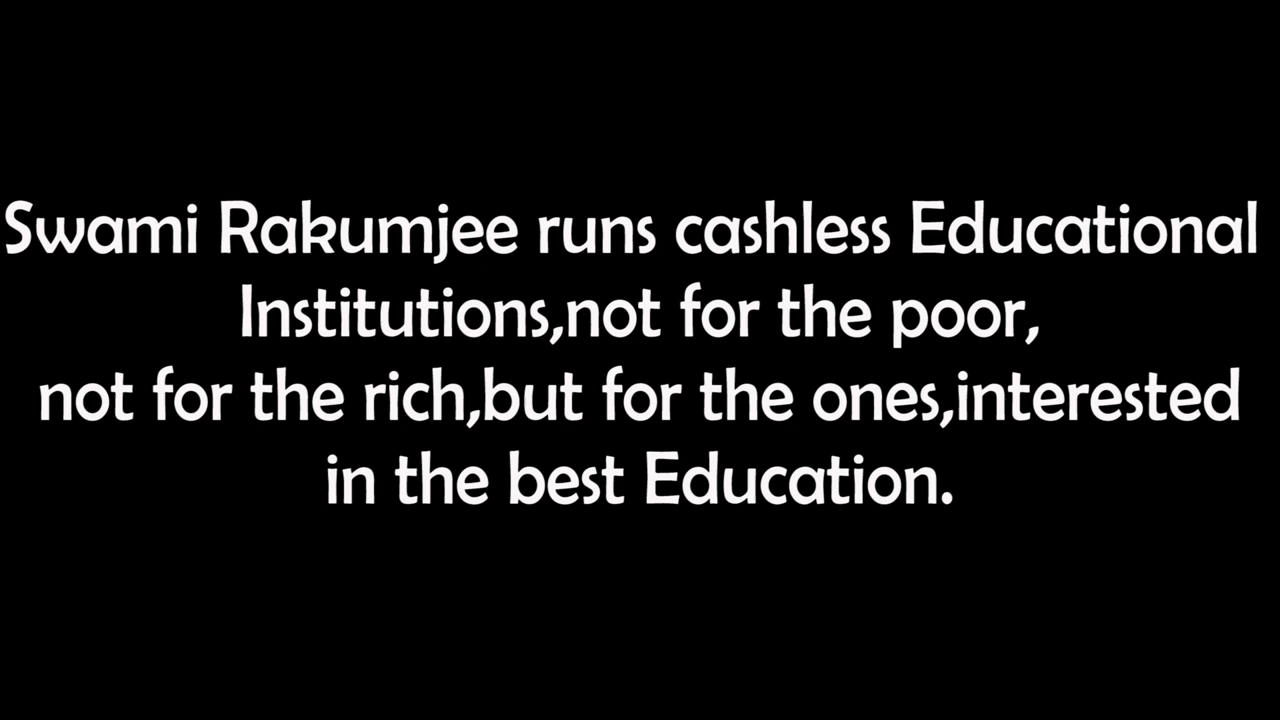 Swami Rakumjee runs cashless Educational
Institutions,not for the poor,
not for the rich,but for the ones,interested
in the best Education.